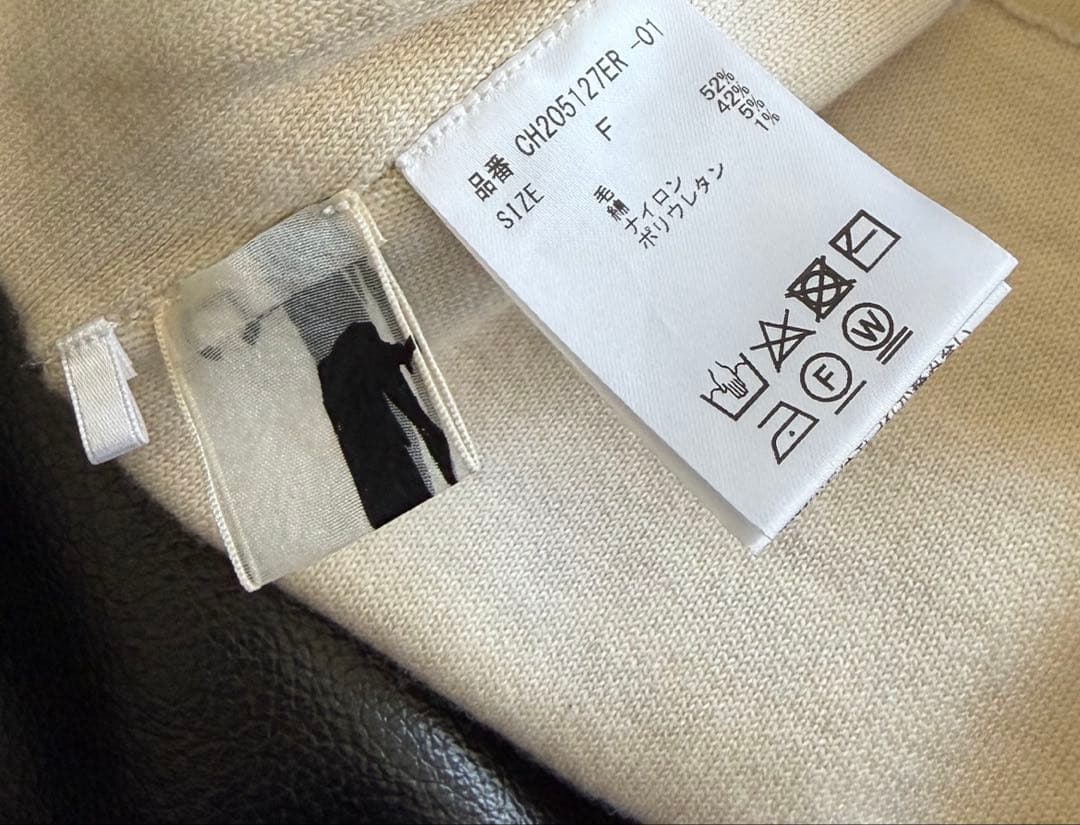 品番 CH205127ER -01
SIZE F
毛 52%
綿 42%
ナイロン 5%
ポリウレタン 1%
W
F